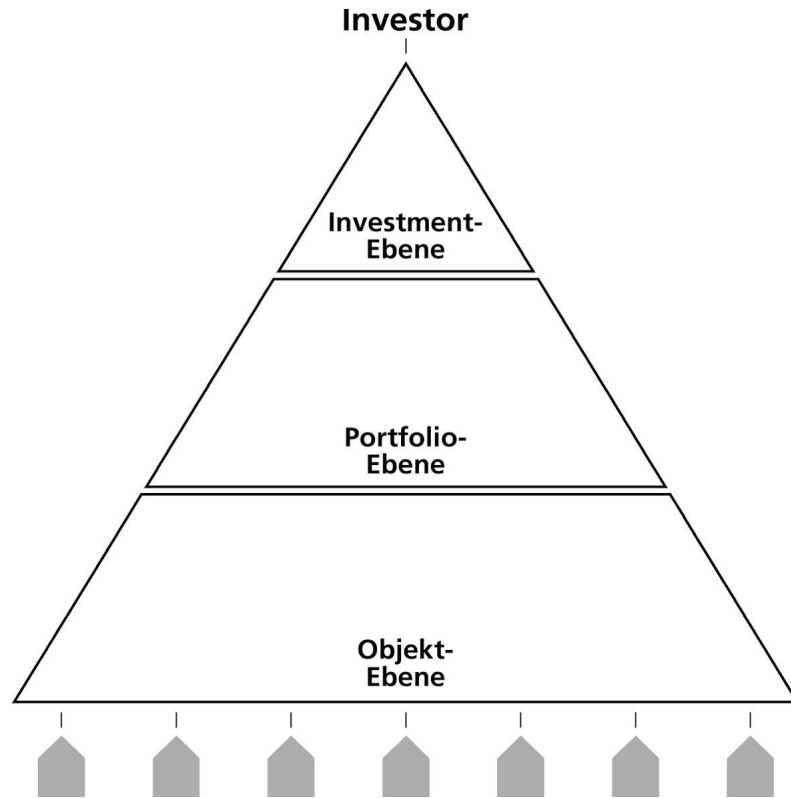 Investor
Investment-
Ebene
Portfolio-
Ebene
Objekt-
Ebene